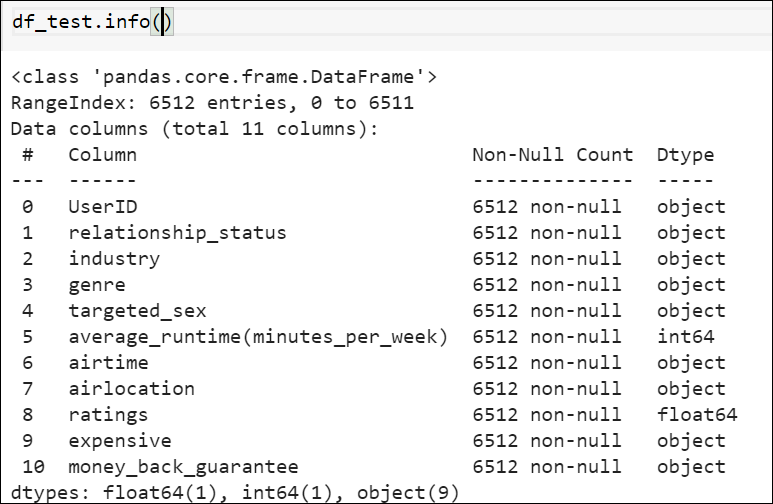 df_test.info()
<class 'pandas.core.frame.DataFrame'>
RangeIndex: 6512 entries, 0 to 6511
Data columns (total 11 columns):
 #   Column                            Non-Null Count  Dtype
---  ------                            --------------  -----
 0   UserID                            6512 non-null   object
 1   relationship_status               6512 non-null   object
 2   industry                          6512 non-null   object
 3   genre                             6512 non-null   object
 4   targeted_sex                      6512 non-null   object
 5   average_runtime(minutes_per_week)  6512 non-null   int64
 6   airtime                           6512 non-null   object
 7   airlocation                       6512 non-null   object
 8   ratings                           6512 non-null   float64
 9   expensive                         6512 non-null   object
 10  money_back_guarantee              6512 non-null   object
dtypes: float64(1), int64(1), object(9)